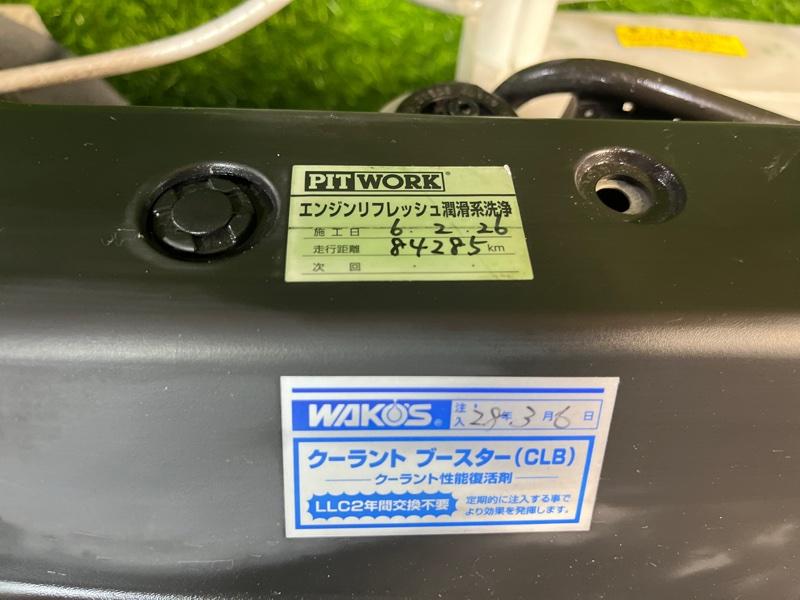 PIT WORK
エンジンリフレッシュ潤滑系洗浄
施工日 6. 2. 26
走行距離 84285km
次回 . .
WAKO'S® 注入 28年.3月6日
クーラント ブースター(CLB)
クーラント性能復活剤
LLC2年間交換不要
定期的に注入する事で
より効果を発揮します。